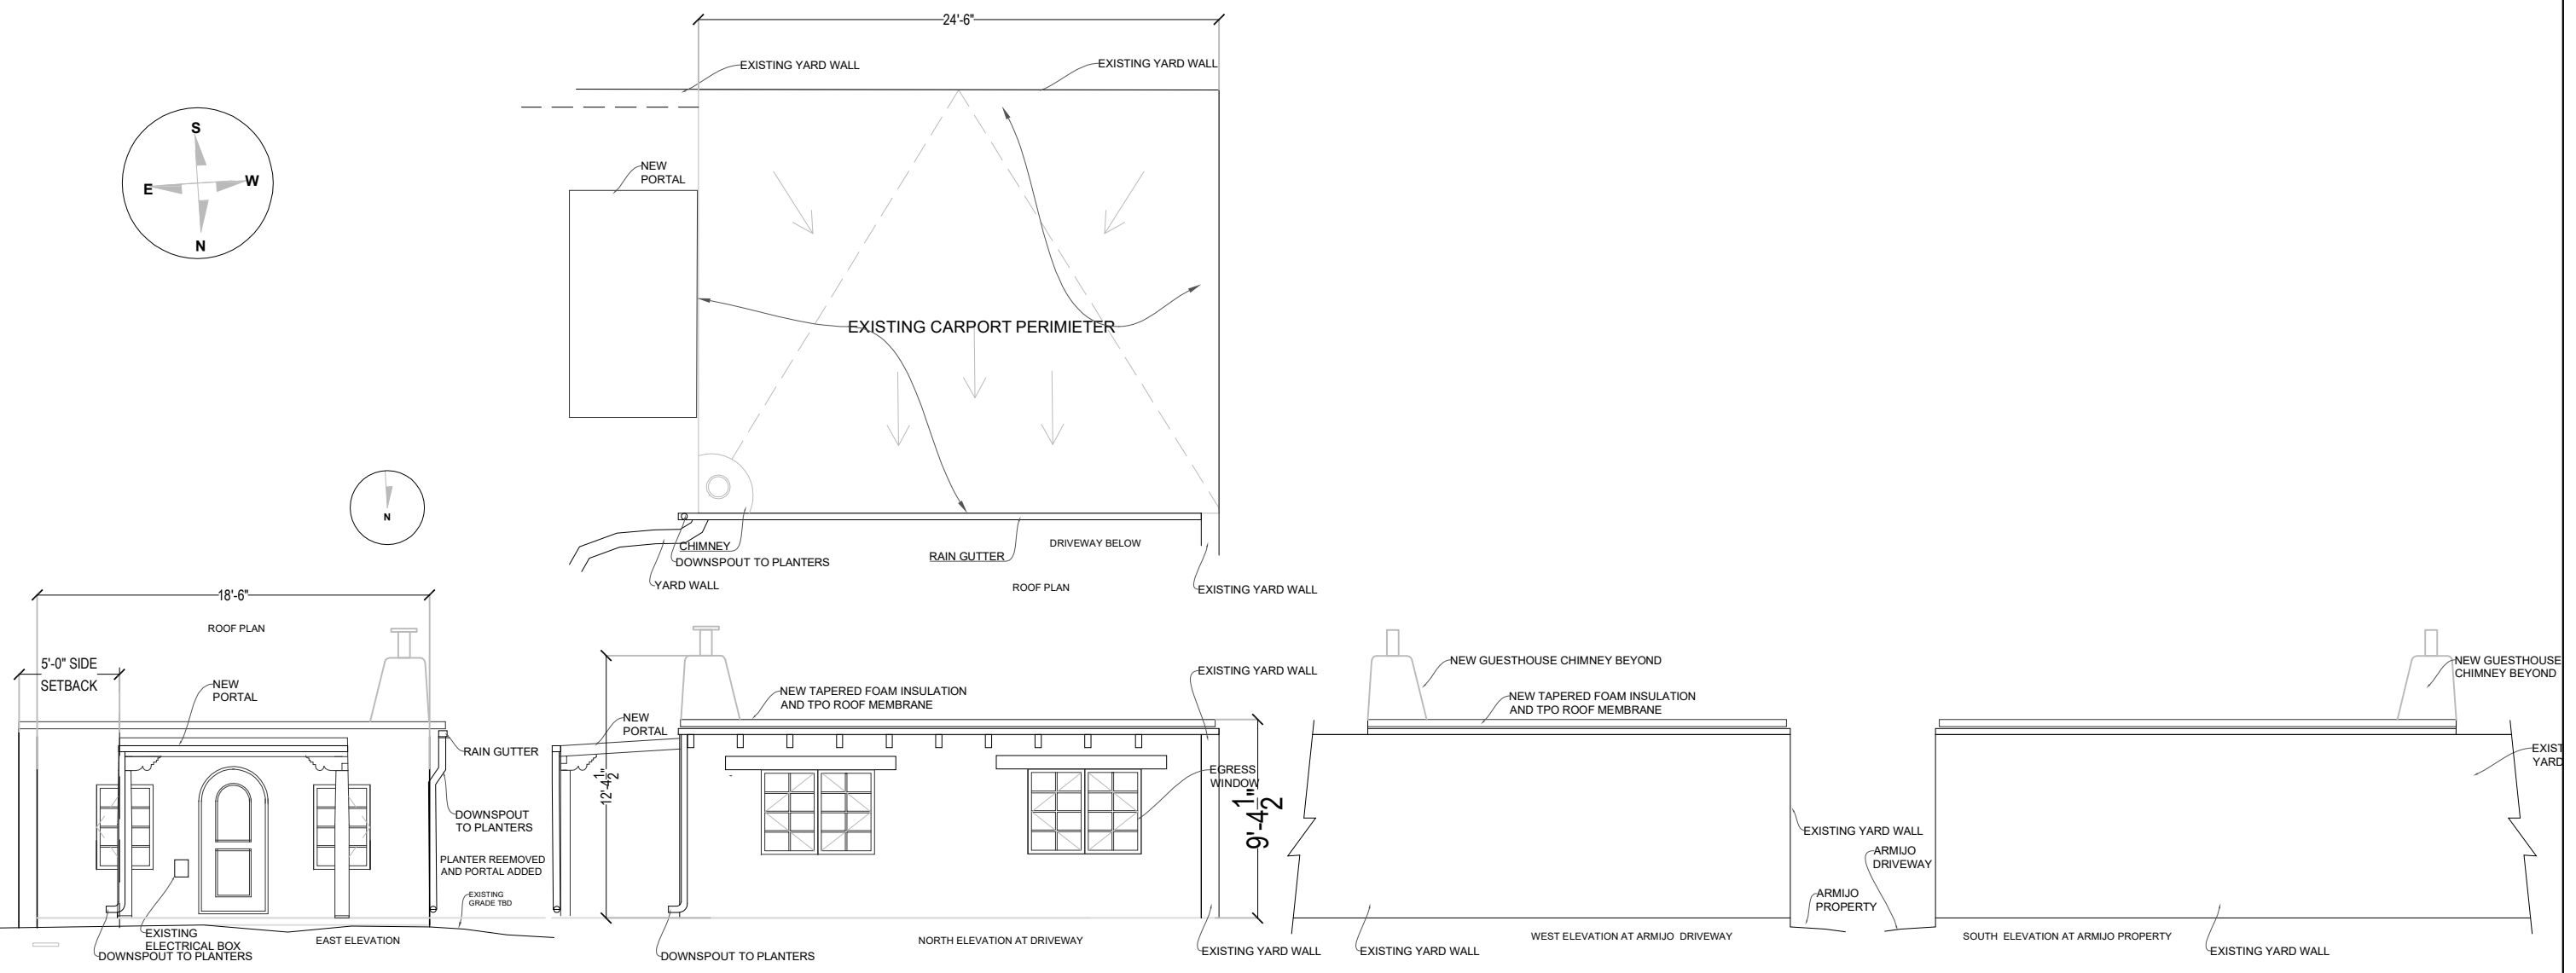 24'-6"
EXISTING YARD WALL
EXISTING YARD WALL
S
E
W
N
NEW
PORTAL
EXISTING CARPORT PERIMIETER
N
CHIMNEY
DOWNSPOUT TO PLANTERS
YARD WALL
RAIN GUTTER
DRIVEWAY BELOW
ROOF PLAN
EXISTING YARD WALL
18'-6"
ROOF PLAN
5'-0" SIDE
SETBACK
NEW
PORTAL
RAIN GUTTER
DOWNSPOUT
TO PLANTERS
PLANTER REEMOVED
AND PORTAL ADDED
EXISTING
GRADE TBD
EXISTING
ELECTRICAL BOX
DOWNSPOUT TO PLANTERS
EAST ELEVATION
12'-4 1/2"
NEW
PORTAL
NEW TAPERED FOAM INSULATION
AND TPO ROOF MEMBRANE
EXISTING YARD WALL
EGRESS
WINDOW
9'-4 1/2"
DOWNSPOUT TO PLANTERS
NORTH ELEVATION AT DRIVEWAY
EXISTING YARD WALL
NEW GUESTHOUSE CHIMNEY BEYOND
NEW TAPERED FOAM INSULATION
AND TPO ROOF MEMBRANE
EXISTING YARD WALL
ARMIJO
DRIVEWAY
ARMIJO
PROPERTY
EXISTING YARD WALL
WEST ELEVATION AT ARMIJO DRIVEWAY
NEW GUESTHOUSE
CHIMNEY BEYOND
EXIST
YARD
SOUTH ELEVATION AT ARMIJO PROPERTY
EXISTING YARD WALL